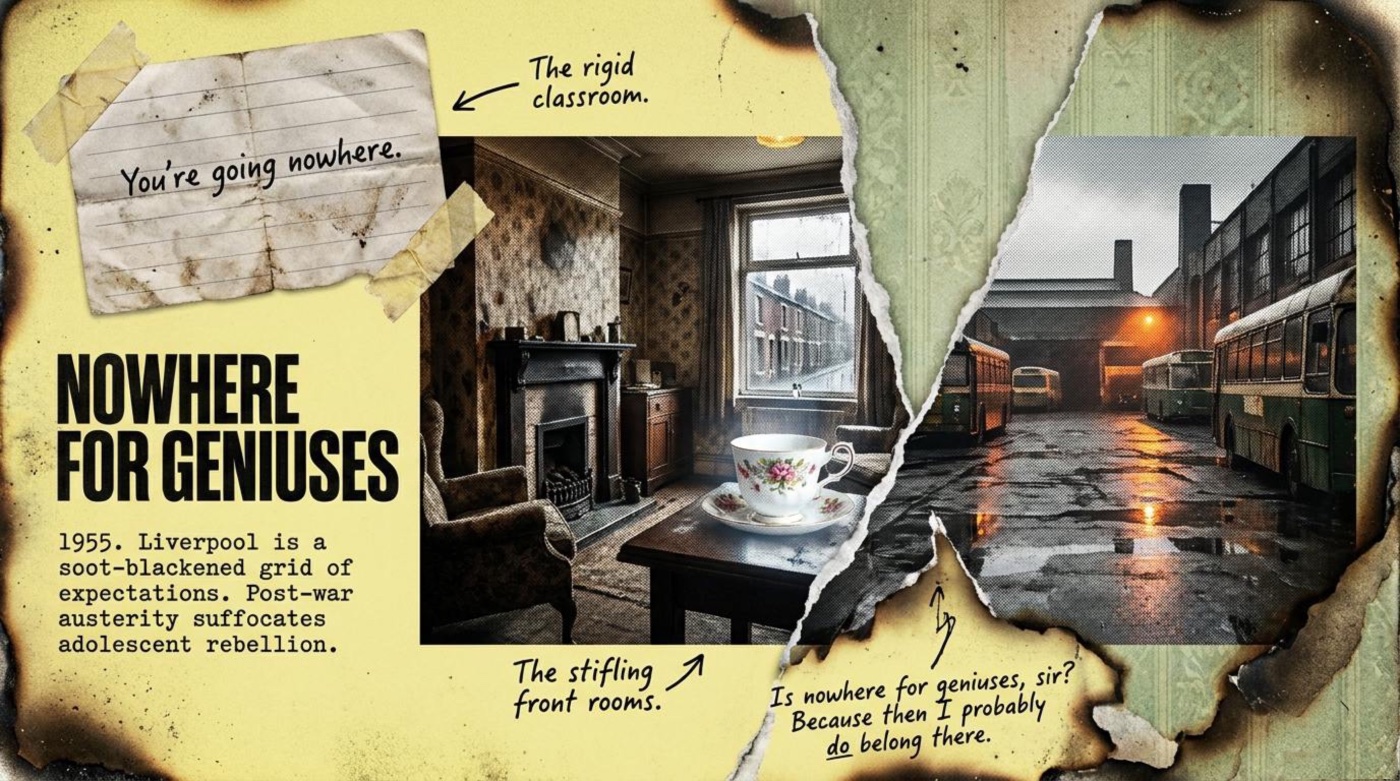 You're going nowhere.
The rigid
classroom.
NOWHERE
FOR GENIUSES
1955. Liverpool is a
soot-blackened grid of
expectations. Post-war
austerity suffocates
adolescent rebellion.
The stifling
front rooms.
Is nowhere for geniuses, sir?
Because then I probably
do belong there.